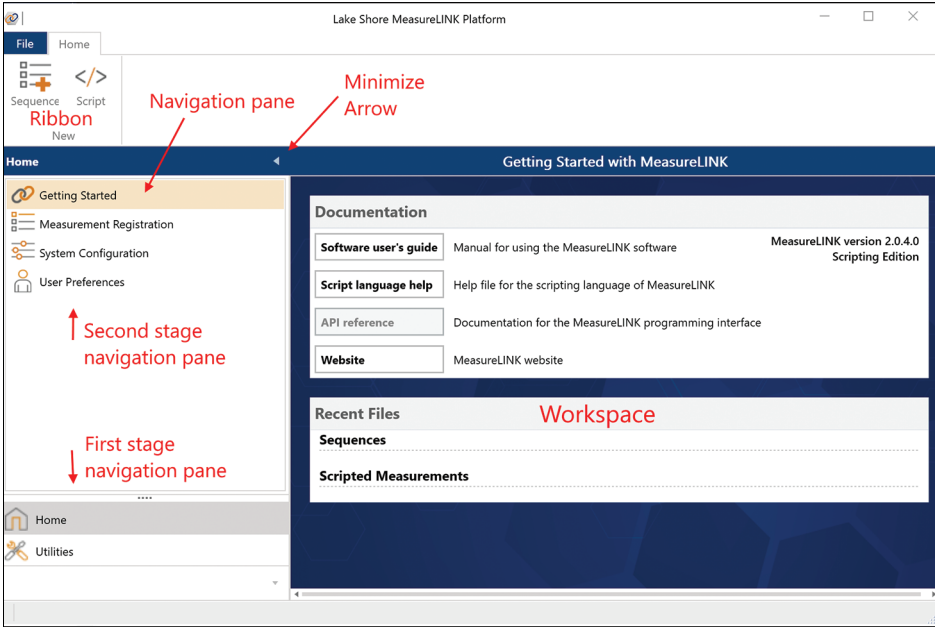 Lake Shore MeasureLINK Platform
File Home
Sequence Script
Ribbon
New
Navigation pane
Minimize
Arrow
Home
Getting Started with MeasureLINK
Getting Started
Measurement Registration
System Configuration
User Preferences
Second stage
navigation pane
First stage
navigation pane
Home
Utilities
Documentation
Software user's guide Manual for using the MeasureLINK software
MeasureLINK version 2.0.4.0
Scripting Edition
Script language help Help file for the scripting language of MeasureLINK
API reference Documentation for the MeasureLINK programming interface
Website MeasureLINK website
Recent Files
Workspace
Sequences
Scripted Measurements